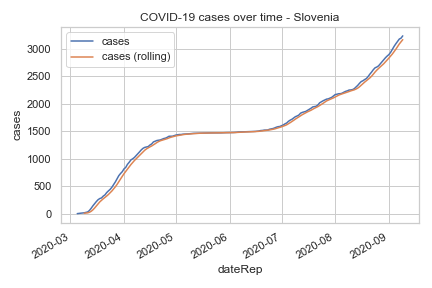 COVID-19 cases over time - Slovenia
cases
cases (rolling)
3000
2500
2000
1500
1000
500
0
cases
2020-03
2020-04
2020-05
2020-06
2020-07
2020-08
2020-09
dateRep